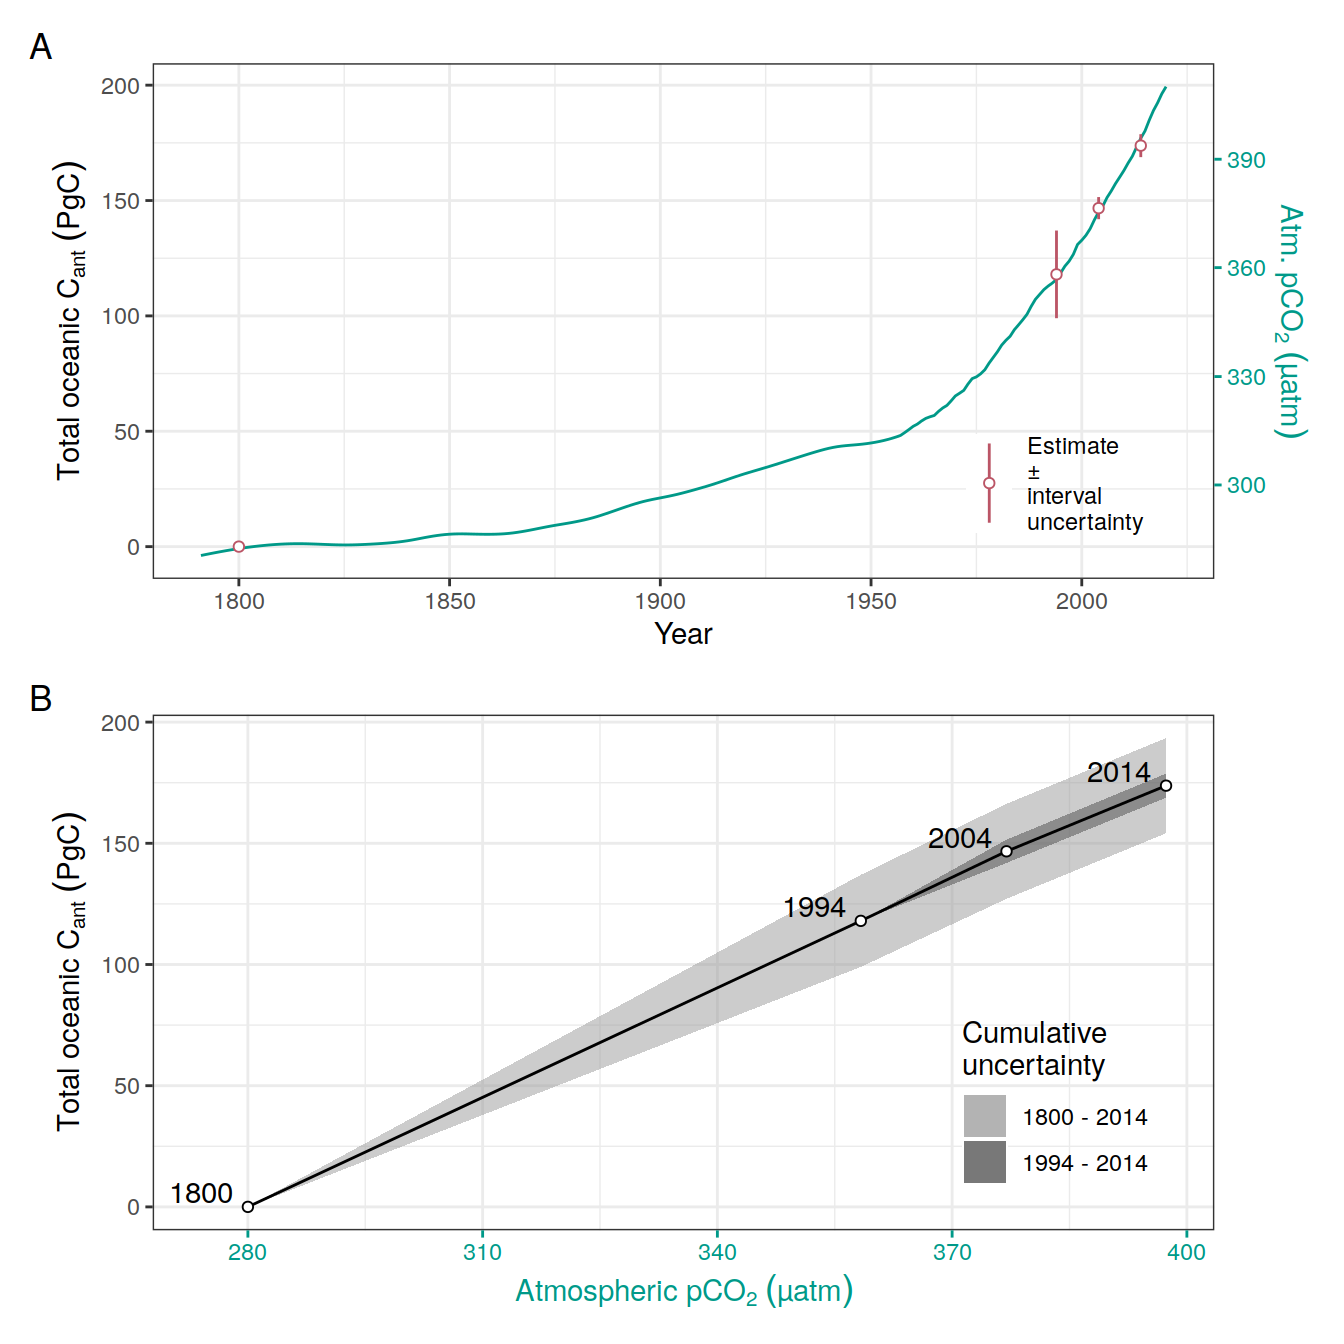 A
Total oceanic C_ant (PgC)
200
150
100
50
0
1800
1850
1900
1950
2000
Year
390
360
330
300
Atm. pCO₂ (µatm)
Estimate
±
interval
uncertainty
B
Total oceanic C_ant (PgC)
200
150
100
50
0
1800
1994
2004
2014
Cumulative
uncertainty
1800 - 2014
1994 - 2014
280
310
340
370
400
Atmospheric pCO₂ (µatm)